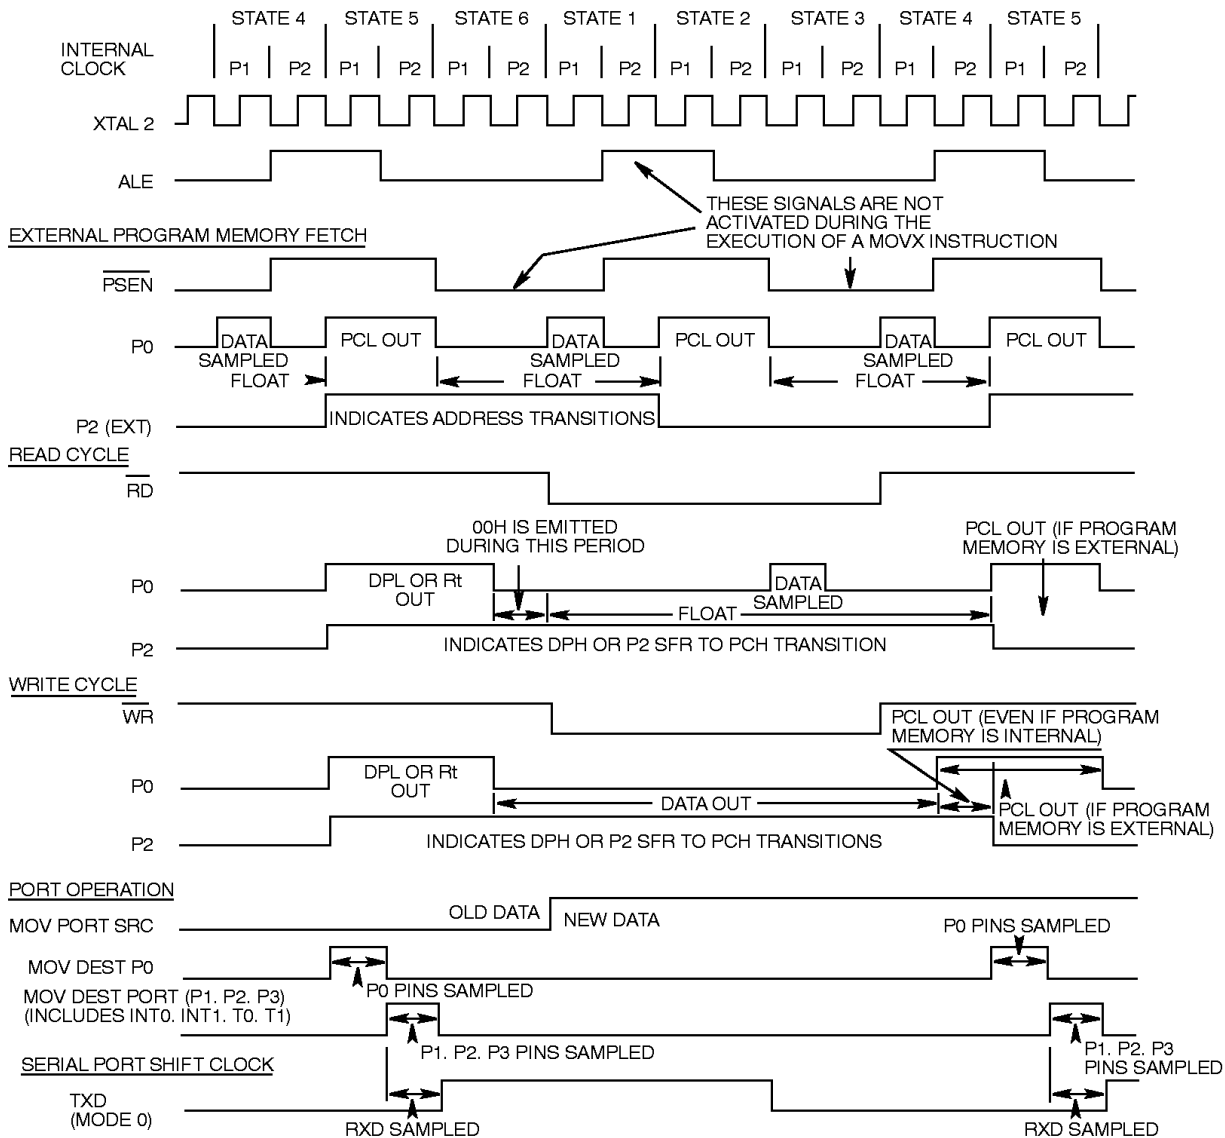 STATE 4 STATE 5 STATE 6 STATE 1 STATE 2 STATE 3 STATE 4 STATE 5
INTERNAL
CLOCK
P1 P2 P1 P2 P1 P2 P1 P2 P1 P2 P1 P2 P1 P2 P1 P2
XTAL 2
ALE
THESE SIGNALS ARE NOT
ACTIVATED DURING THE
EXECUTION OF A MOVX INSTRUCTION
EXTERNAL PROGRAM MEMORY FETCH
PSEN
P0
DATA PCL OUT DATA PCL OUT DATA PCL OUT
SAMPLED SAMPLED SAMPLED
FLOAT FLOAT FLOAT
P2 (EXT)
INDICATES ADDRESS TRANSITIONS
READ CYCLE
RD
00H IS EMITTED
DURING THIS PERIOD
PCL OUT (IF PROGRAM
MEMORY IS EXTERNAL)
P0
DPL OR Rt
OUT
DATA
SAMPLED
FLOAT
P2
INDICATES DPH OR P2 SFR TO PCH TRANSITION
WRITE CYCLE
WR
PCL OUT (EVEN IF PROGRAM
MEMORY IS INTERNAL)
P0
DPL OR Rt
OUT
DATA OUT
PCL OUT (IF PROGRAM
MEMORY IS EXTERNAL)
P2
INDICATES DPH OR P2 SFR TO PCH TRANSITIONS
PORT OPERATION
MOV PORT SRC
OLD DATA NEW DATA
P0 PINS SAMPLED
MOV DEST P0
P0 PINS SAMPLED
MOV DEST PORT (P1. P2. P3)
(INCLUDES INT0. INT1. T0. T1)
P1. P2. P3 PINS SAMPLED
P1. P2. P3
PINS SAMPLED
SERIAL PORT SHIFT CLOCK
TXD
(MODE 0)
RXD SAMPLED RXD SAMPLED